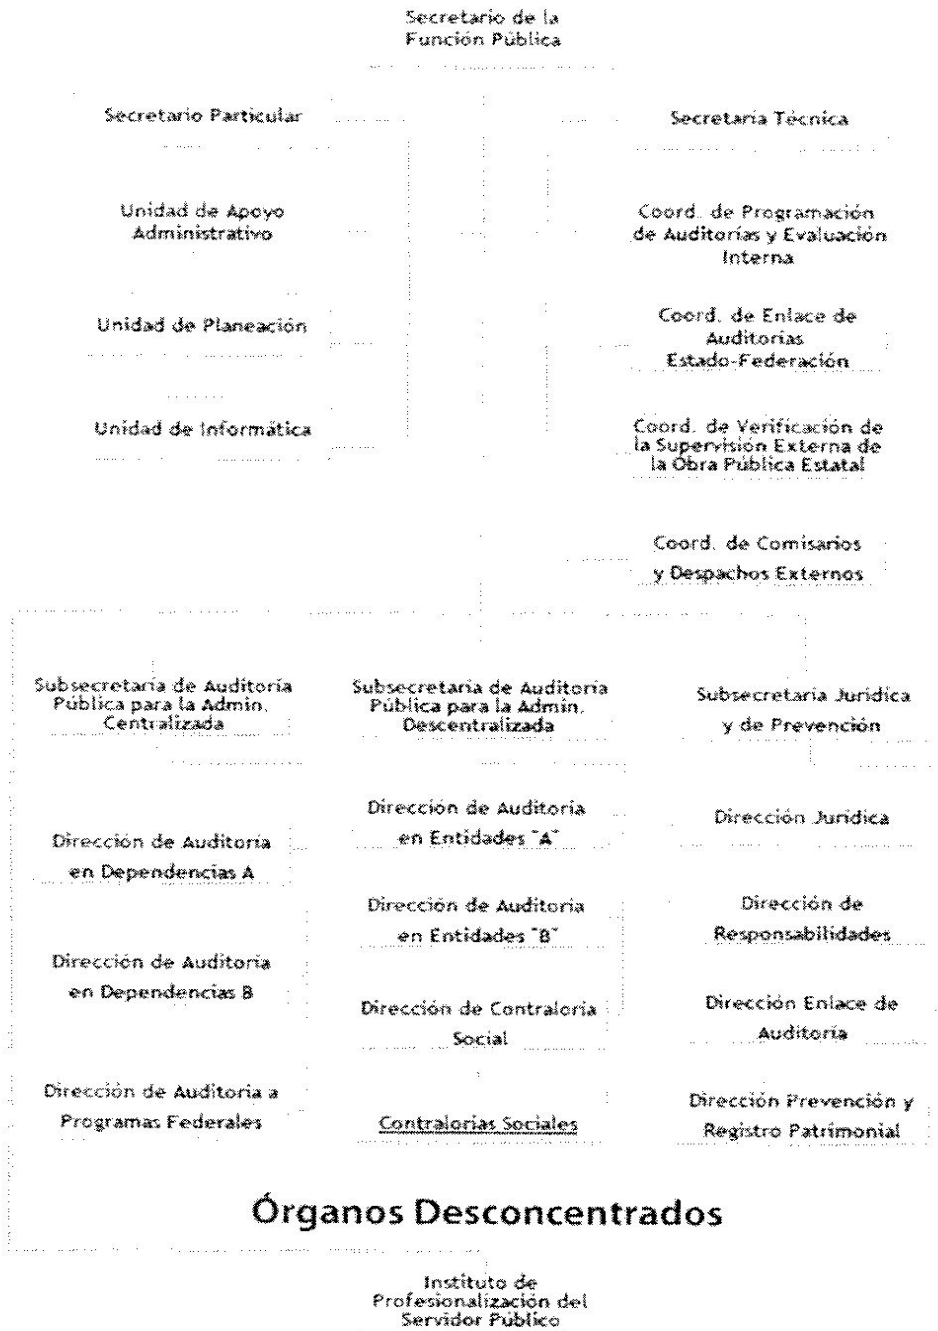 Secretario de la
Función Pública
Secretario Particular
Secretaría Técnica
Unidad de Apoyo
Administrativo
Coord. de Programación
de Auditorías y Evaluación
Interna
Unidad de Planeación
Coord. de Enlace de
Auditorías
Estado-Federación
Unidad de Informática
Coord. de Verificación de
la Supervisión Externa de
la Obra Pública Estatal
Coord. de Comisarios
y Despachos Externos
Subsecretaría de Auditoría
Pública para la Admin.
Centralizada
Subsecretaría de Auditoría
Pública para la Admin.
Descentralizada
Subsecretaría Jurídica
y de Prevención
Dirección de Auditoría
en Dependencias A
Dirección de Auditoría
en Entidades "A"
Dirección Jurídica
Dirección de Auditoría
en Entidades "B"
Dirección de
Responsabilidades
Dirección de Auditoría
en Dependencias B
Dirección de Contraloría
Social
Dirección Enlace de
Auditoría
Dirección de Auditoría a
Programas Federales
Contralorías Sociales
Dirección Prevención y
Registro Patrimonial
Órganos Desconcentrados
Instituto de
Profesionalización del
Servidor Público